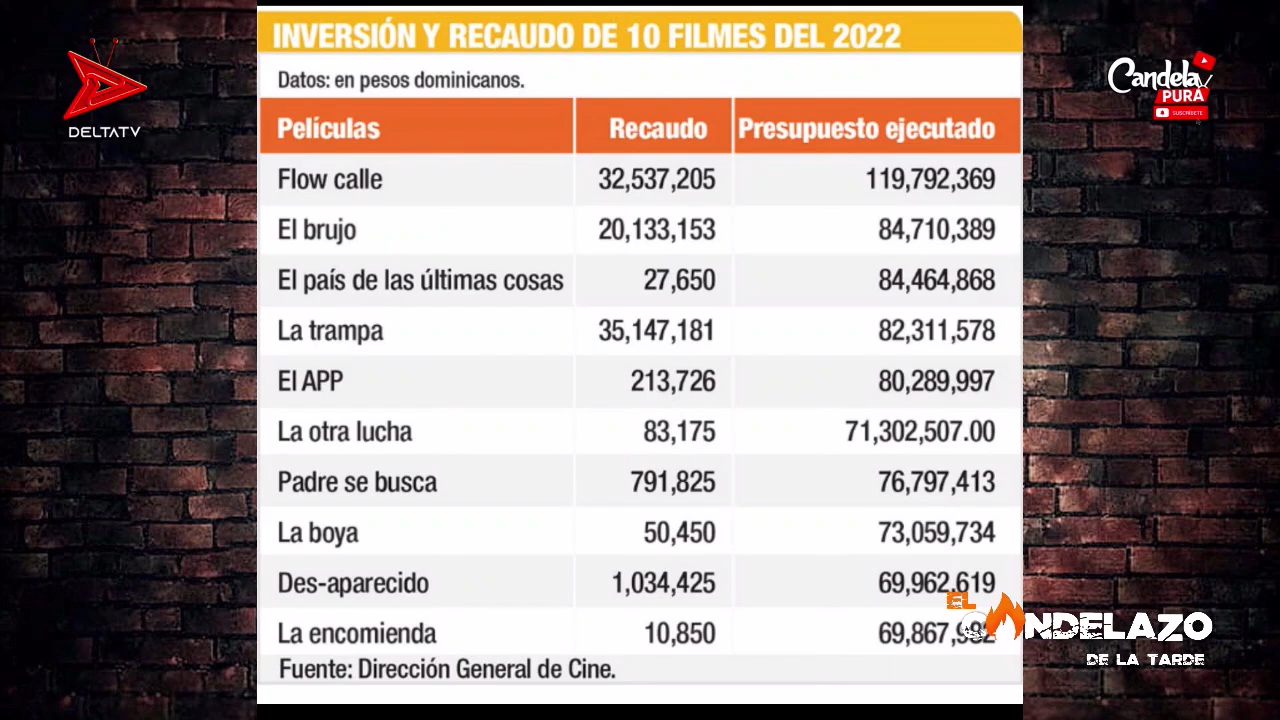 INVERSIÓN Y RECAUDO DE 10 FILMES DEL 2022
Datos: en pesos dominicanos.
Películas Recaudo Presupuesto ejecutado
Flow calle 32,537,205 119,792,369
El brujo 20,133,153 84,710,389
El país de las últimas cosas 27,650 84,464,868
La trampa 35,147,181 82,311,578
El APP 213,726 80,289,997
La otra lucha 83,175 71,302,507.00
Padre se busca 791,825 76,797,413
La boya 50,450 73,059,734
Des-aparecido 1,034,425 69,962,619
La encomienda 10,850
Fuente: Dirección General de Cine.
DELTATV
Candela
PURA
SUSCRÍBETE
EL
CANDELAZO
DE LA TARDE